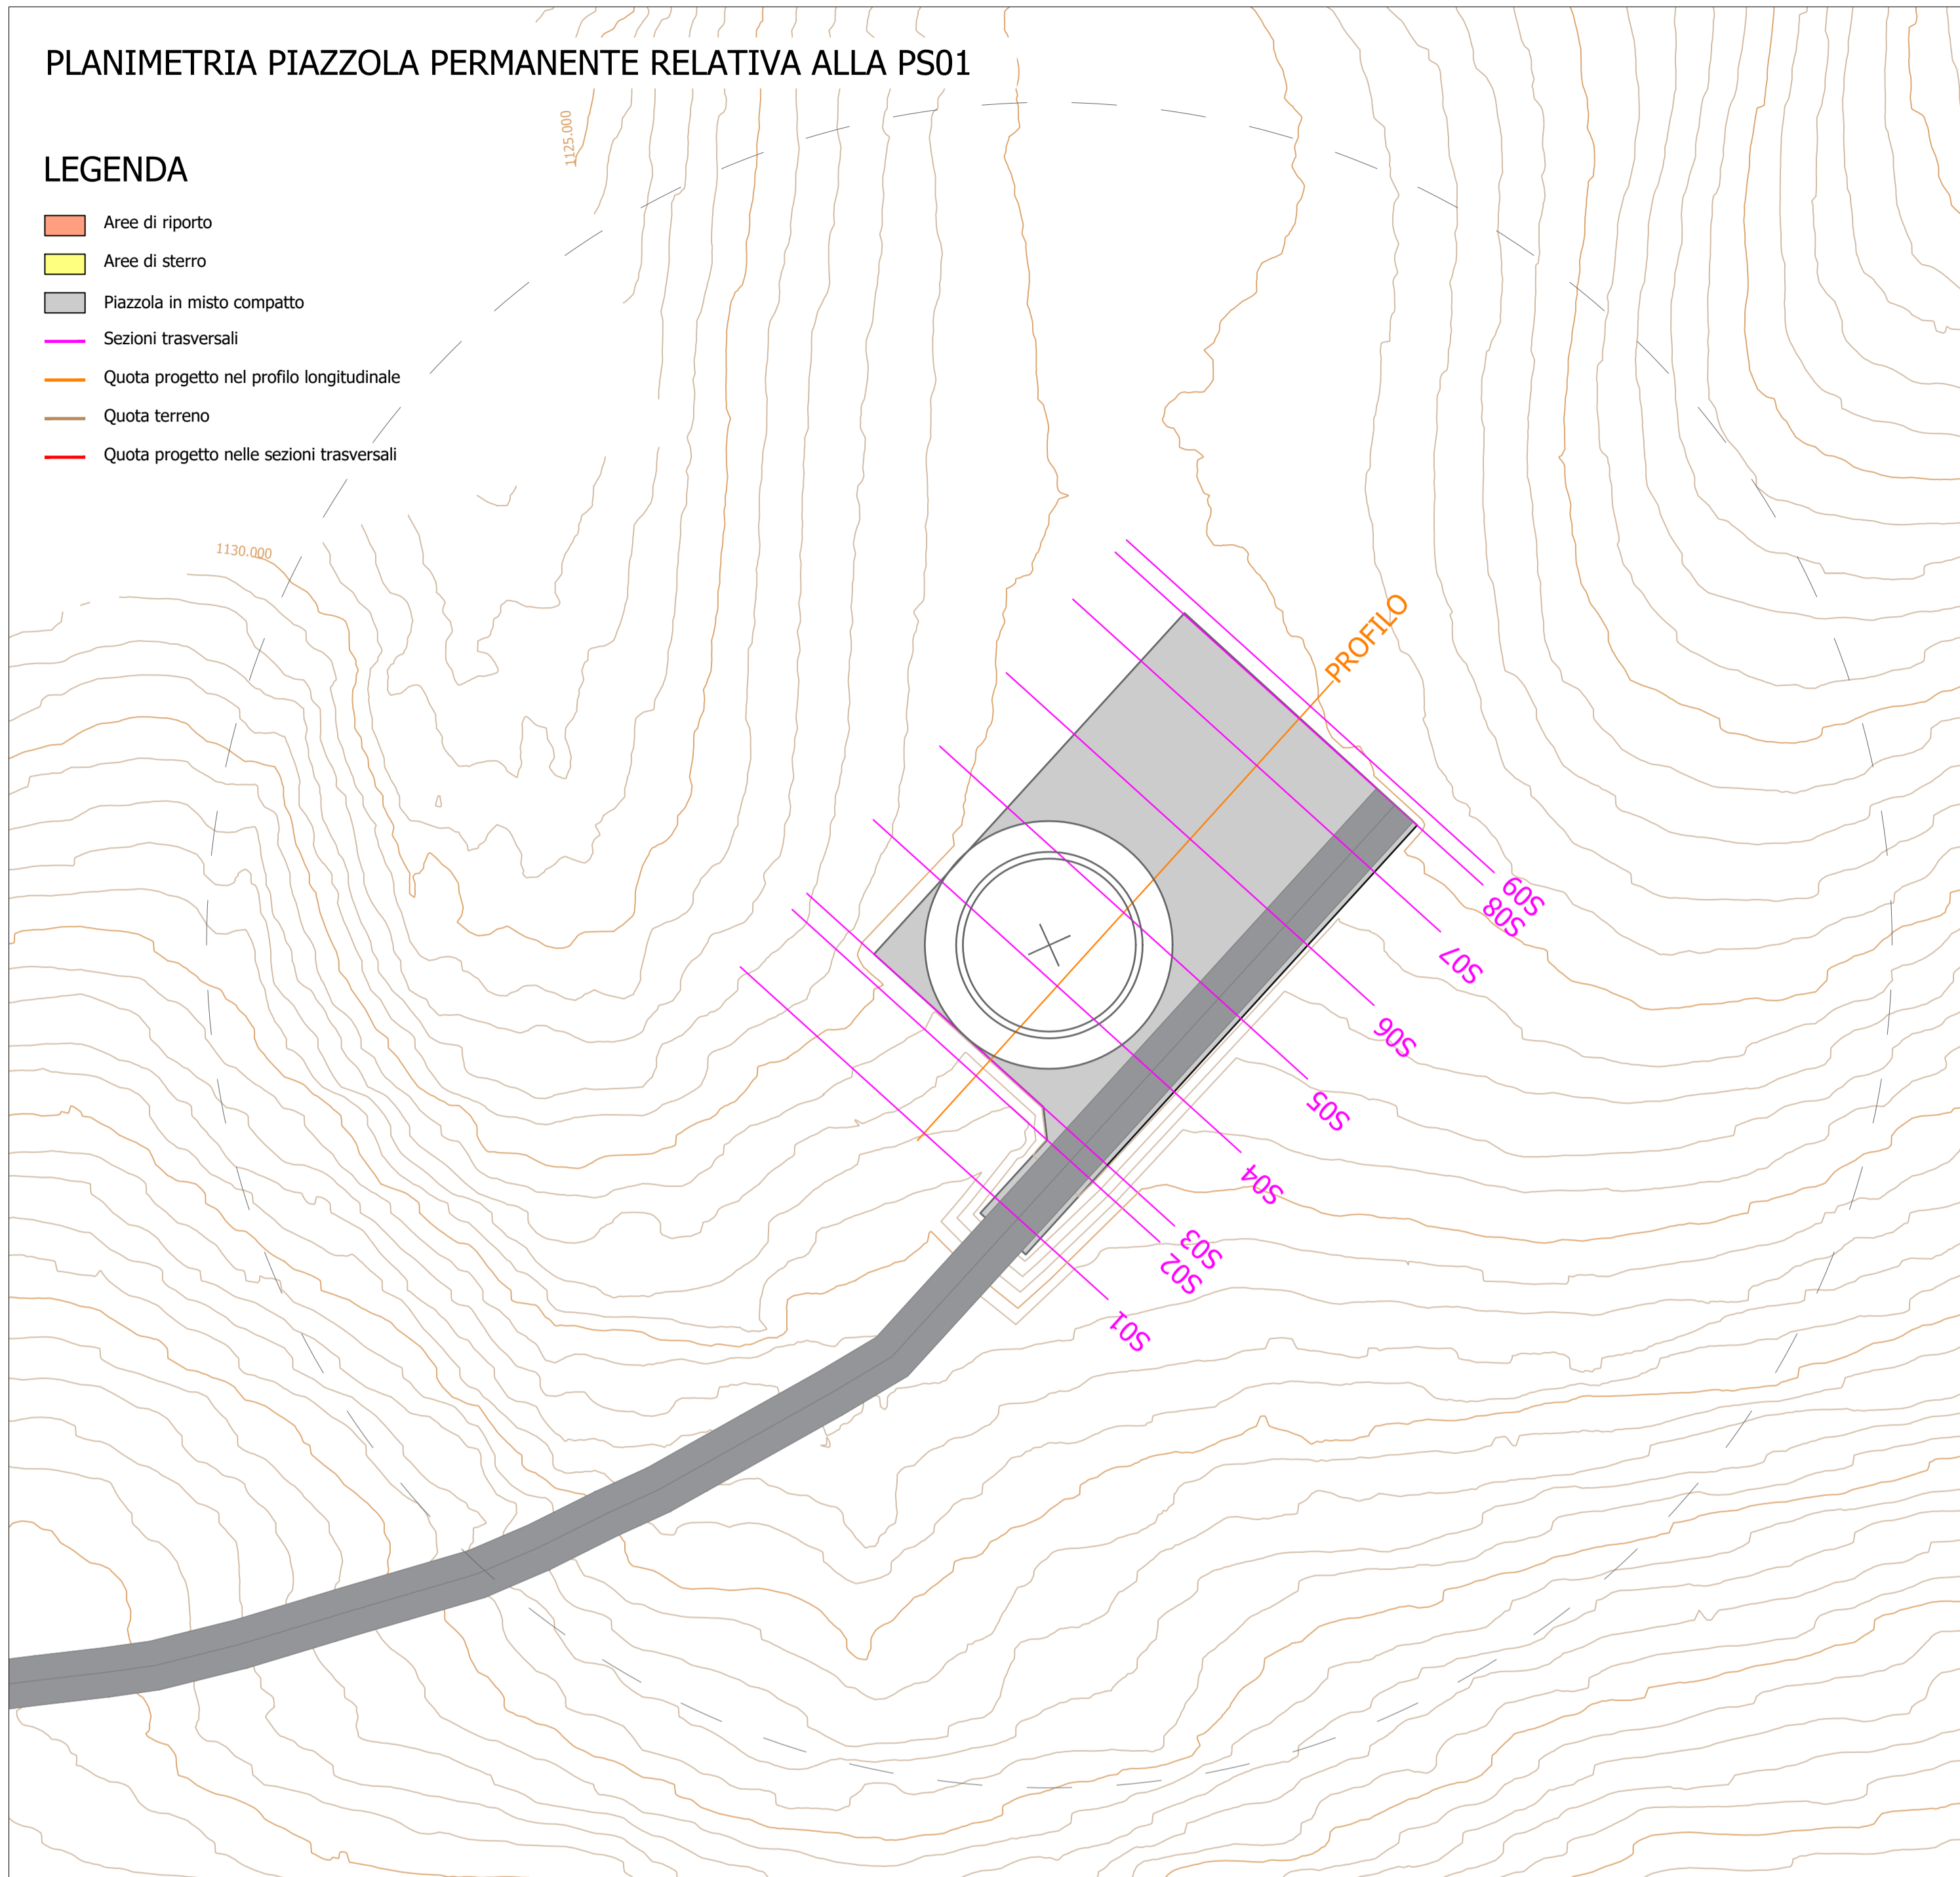 PLANIMETRIA PIAZZOLA PERMANENTE RELATIVA ALLA PS01
1125.000
LEGENDA
Aree di riporto
Aree di sterro
Piazzola in misto compatto
Sezioni trasversali
Quota progetto nel profilo longitudinale
Quota terreno
Quota progetto nelle sezioni trasversali
1130.000
PROFILO
S09
S08
S07
S06
S05
S04
S03
S02
S01